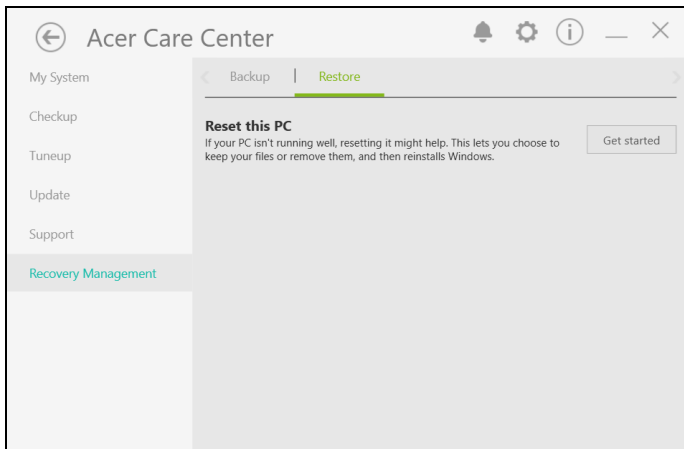 Acer Care Center
My System
Backup | Restore
Checkup
Reset this PC
If your PC isn't running well, resetting it might help. This lets you choose to
keep your files or remove them, and then reinstalls Windows.
Get started
Tuneup
Update
Support
Recovery Management